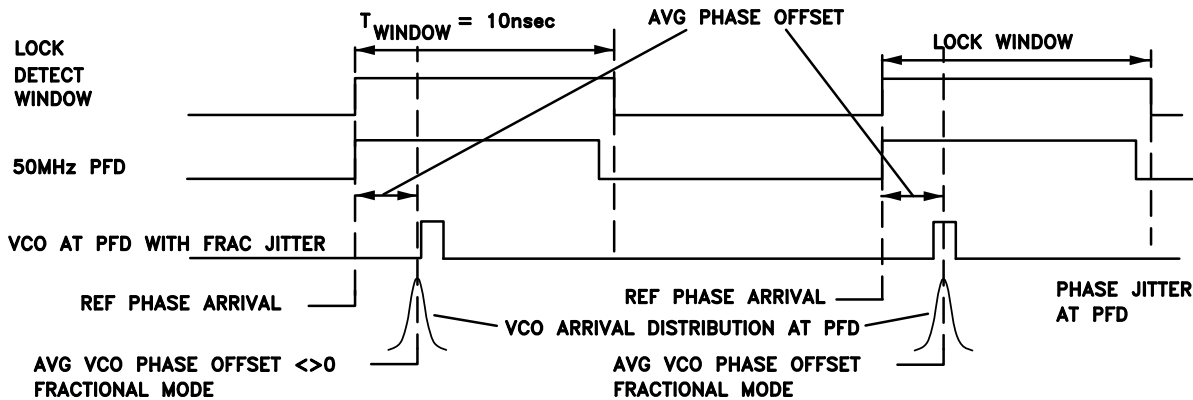 T WINDOW = 10nsec
AVG PHASE OFFSET
LOCK
DETECT
WINDOW
LOCK WINDOW
50MHz PFD
VCO AT PFD WITH FRAC JITTER
REF PHASE ARRIVAL
REF PHASE ARRIVAL
PHASE JITTER
AT PFD
VCO ARRIVAL DISTRIBUTION AT PFD
AVG VCO PHASE OFFSET <>0
FRACTIONAL MODE
AVG VCO PHASE OFFSET
FRACTIONAL MODE